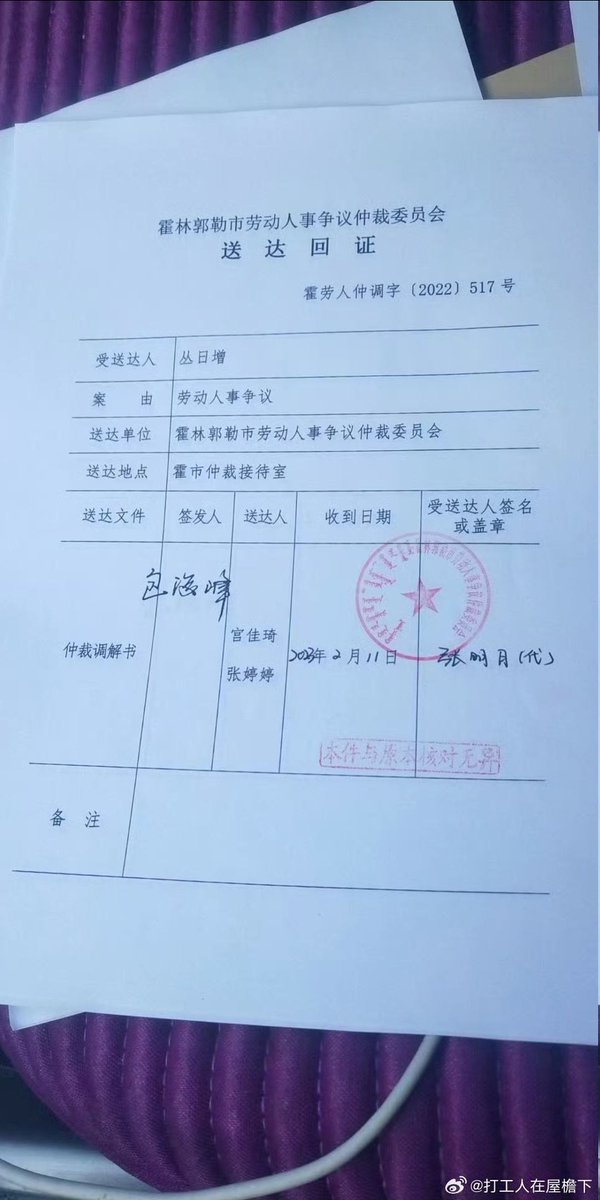 霍林郭勒市劳动人事争议仲裁委员会
送达回证
霍劳人仲调字〔2022〕517号
受送达人 丛日增
案由 劳动人事争议
送达单位 霍林郭勒市劳动人事争议仲裁委员会
送达地点 霍市仲裁接待室
送达文件 签发人 送达人 收到日期 受送达人签名
或盖章
仲裁调解书 包海峰 宫佳琦
张婷婷 2023年2月11日 张明月(代)
本件与原本核对无异
备注
@打工人在屋檐下